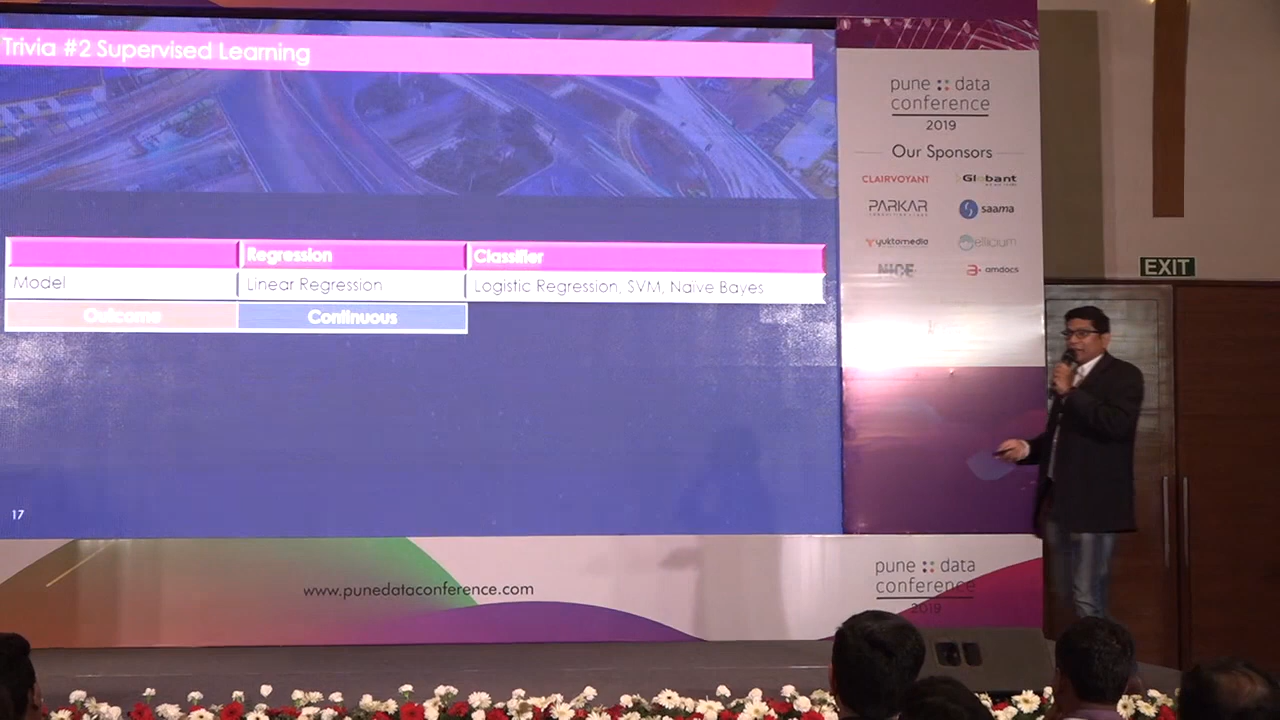 Trivia #2 Supervised Learning
Regression Classifier
Model Linear Regression Logistic Regression, SVM, Naive Bayes
Outcome Continuous
17
pune data
conference
2019
Our Sponsors
CLAIRVOYANT Globant
PARKAR saama
yuktamedia ellicium
NICE amdocs
EXIT
www.punedataconference.com
pune data
conference
2019